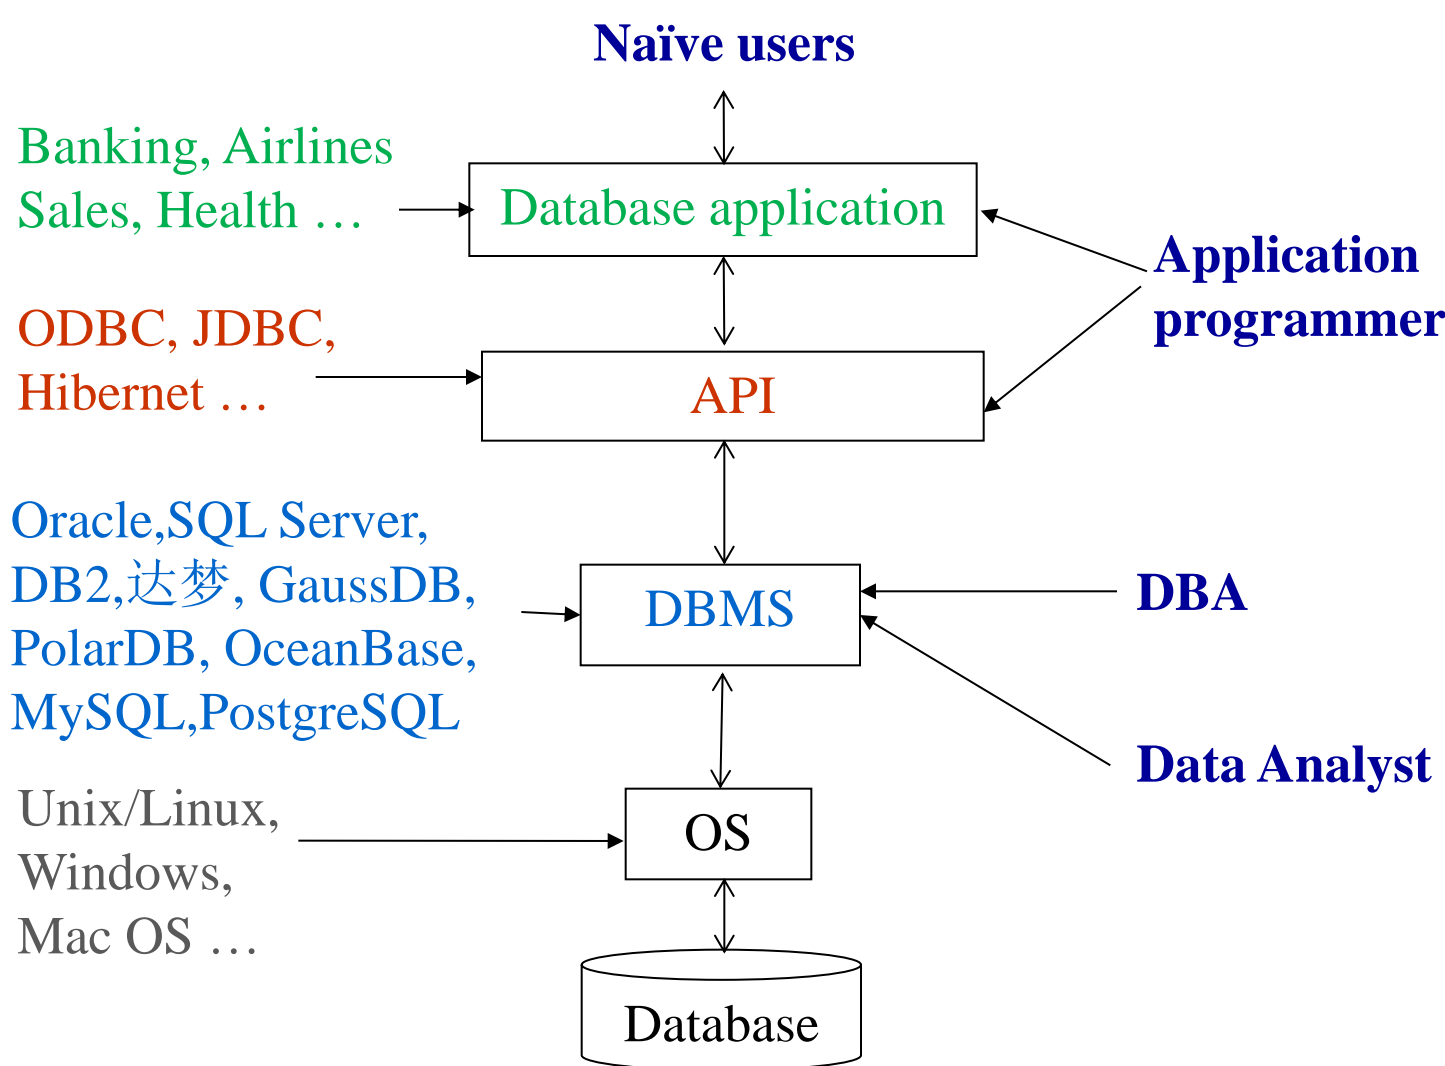 Naïve users
Banking, Airlines
Sales, Health …
Database application
Application
programmer
ODBC, JDBC,
Hibernet …
API
Oracle,SQL Server,
DB2,达梦, GaussDB,
PolarDB, OceanBase,
MySQL,PostgreSQL
DBMS
DBA
Data Analyst
Unix/Linux,
Windows,
Mac OS …
OS
Database